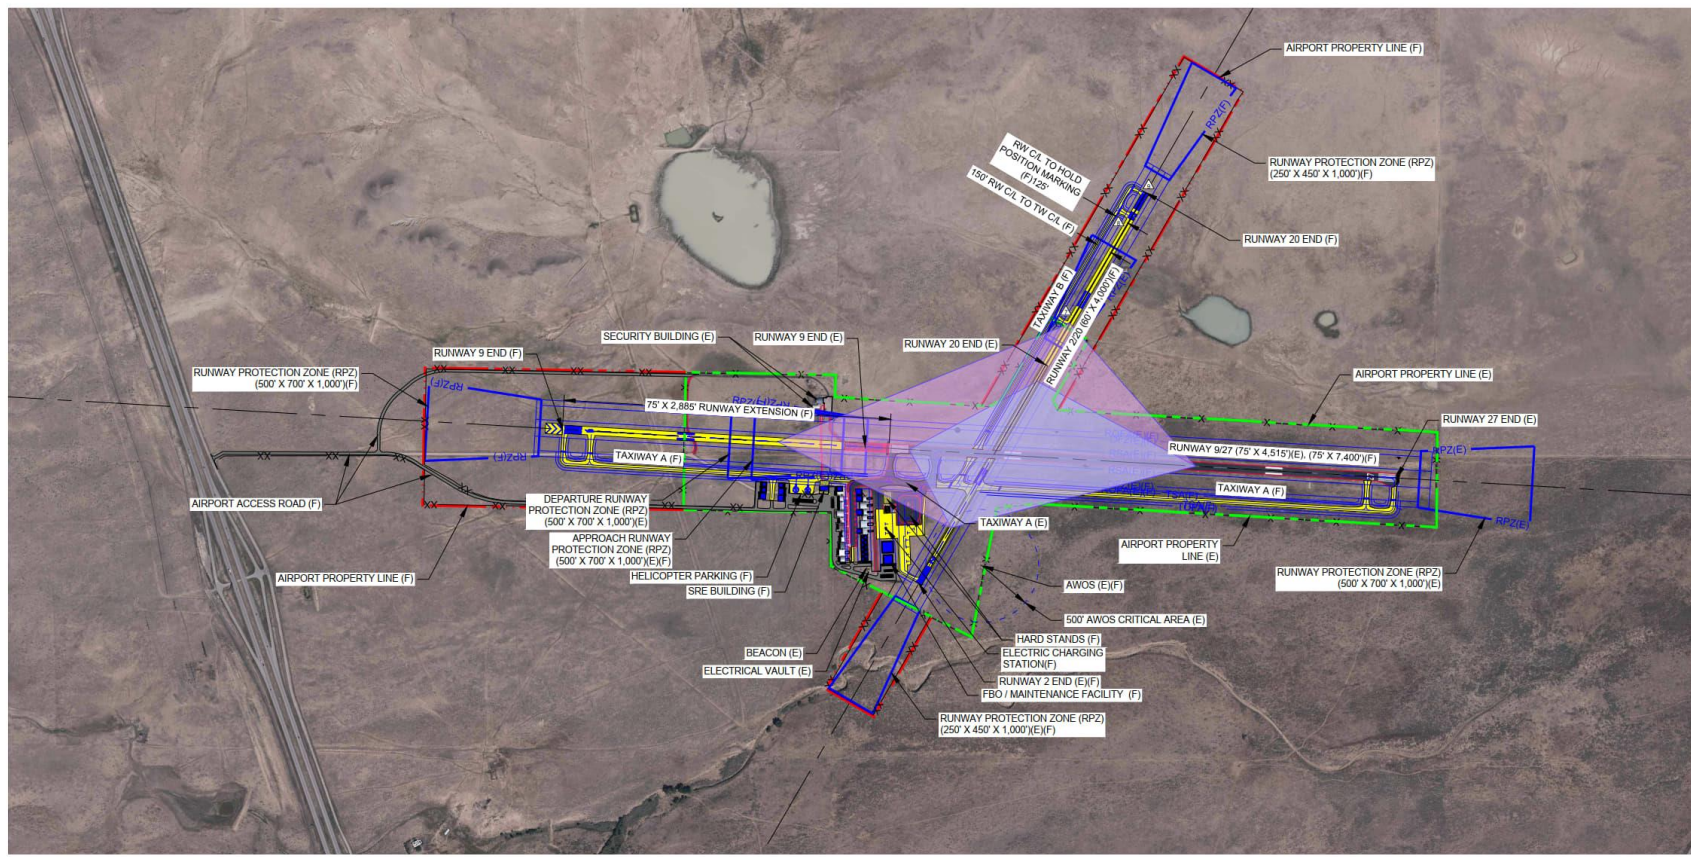 AIRPORT PROPERTY LINE (F)
RPZ(F)
RW C/L TO HOLD
POSITION MARKING
(F)125'
150' RW C/L TO TW C/L (F)
RUNWAY PROTECTION ZONE (RPZ)
(250' X 450' X 1,000')(F)
RUNWAY 20 END (F)
TAXIWAY B (F)
RPZ(E)
RUNWAY 2/20 (60' X 4,000')(F)
SECURITY BUILDING (E)
RUNWAY 9 END (E)
RUNWAY 20 END (E)
RUNWAY 9 END (F)
RUNWAY PROTECTION ZONE (RPZ)
(500' X 700' X 1,000')(F)
RPZ(F)
AIRPORT PROPERTY LINE (E)
75' X 2,885' RUNWAY EXTENSION (F)
RUNWAY 27 END (E)
RUNWAY 9/27 (75' X 4,515')(E), (75' X 7,400')(F)
RPZ(E)
TAXIWAY A (F)
RPZ(F)
TAXIWAY A (F)
AIRPORT ACCESS ROAD (F)
DEPARTURE RUNWAY
PROTECTION ZONE (RPZ)
(500' X 700' X 1,000')(E)
TAXIWAY A (E)
RPZ(E)
APPROACH RUNWAY
PROTECTION ZONE (RPZ)
(500' X 700' X 1,000')(E)(F)
AIRPORT PROPERTY
LINE (E)
AIRPORT PROPERTY LINE (F)
HELICOPTER PARKING (F)
SRE BUILDING (F)
RUNWAY PROTECTION ZONE (RPZ)
(500' X 700' X 1,000')(E)
AWOS (E)(F)
500' AWOS CRITICAL AREA (E)
HARD STANDS (F)
BEACON (E)
ELECTRIC CHARGING
STATION(F)
ELECTRICAL VAULT (E)
RUNWAY 2 END (E)(F)
FBO / MAINTENANCE FACILITY (F)
RUNWAY PROTECTION ZONE (RPZ)
(250' X 450' X 1,000')(E)(F)